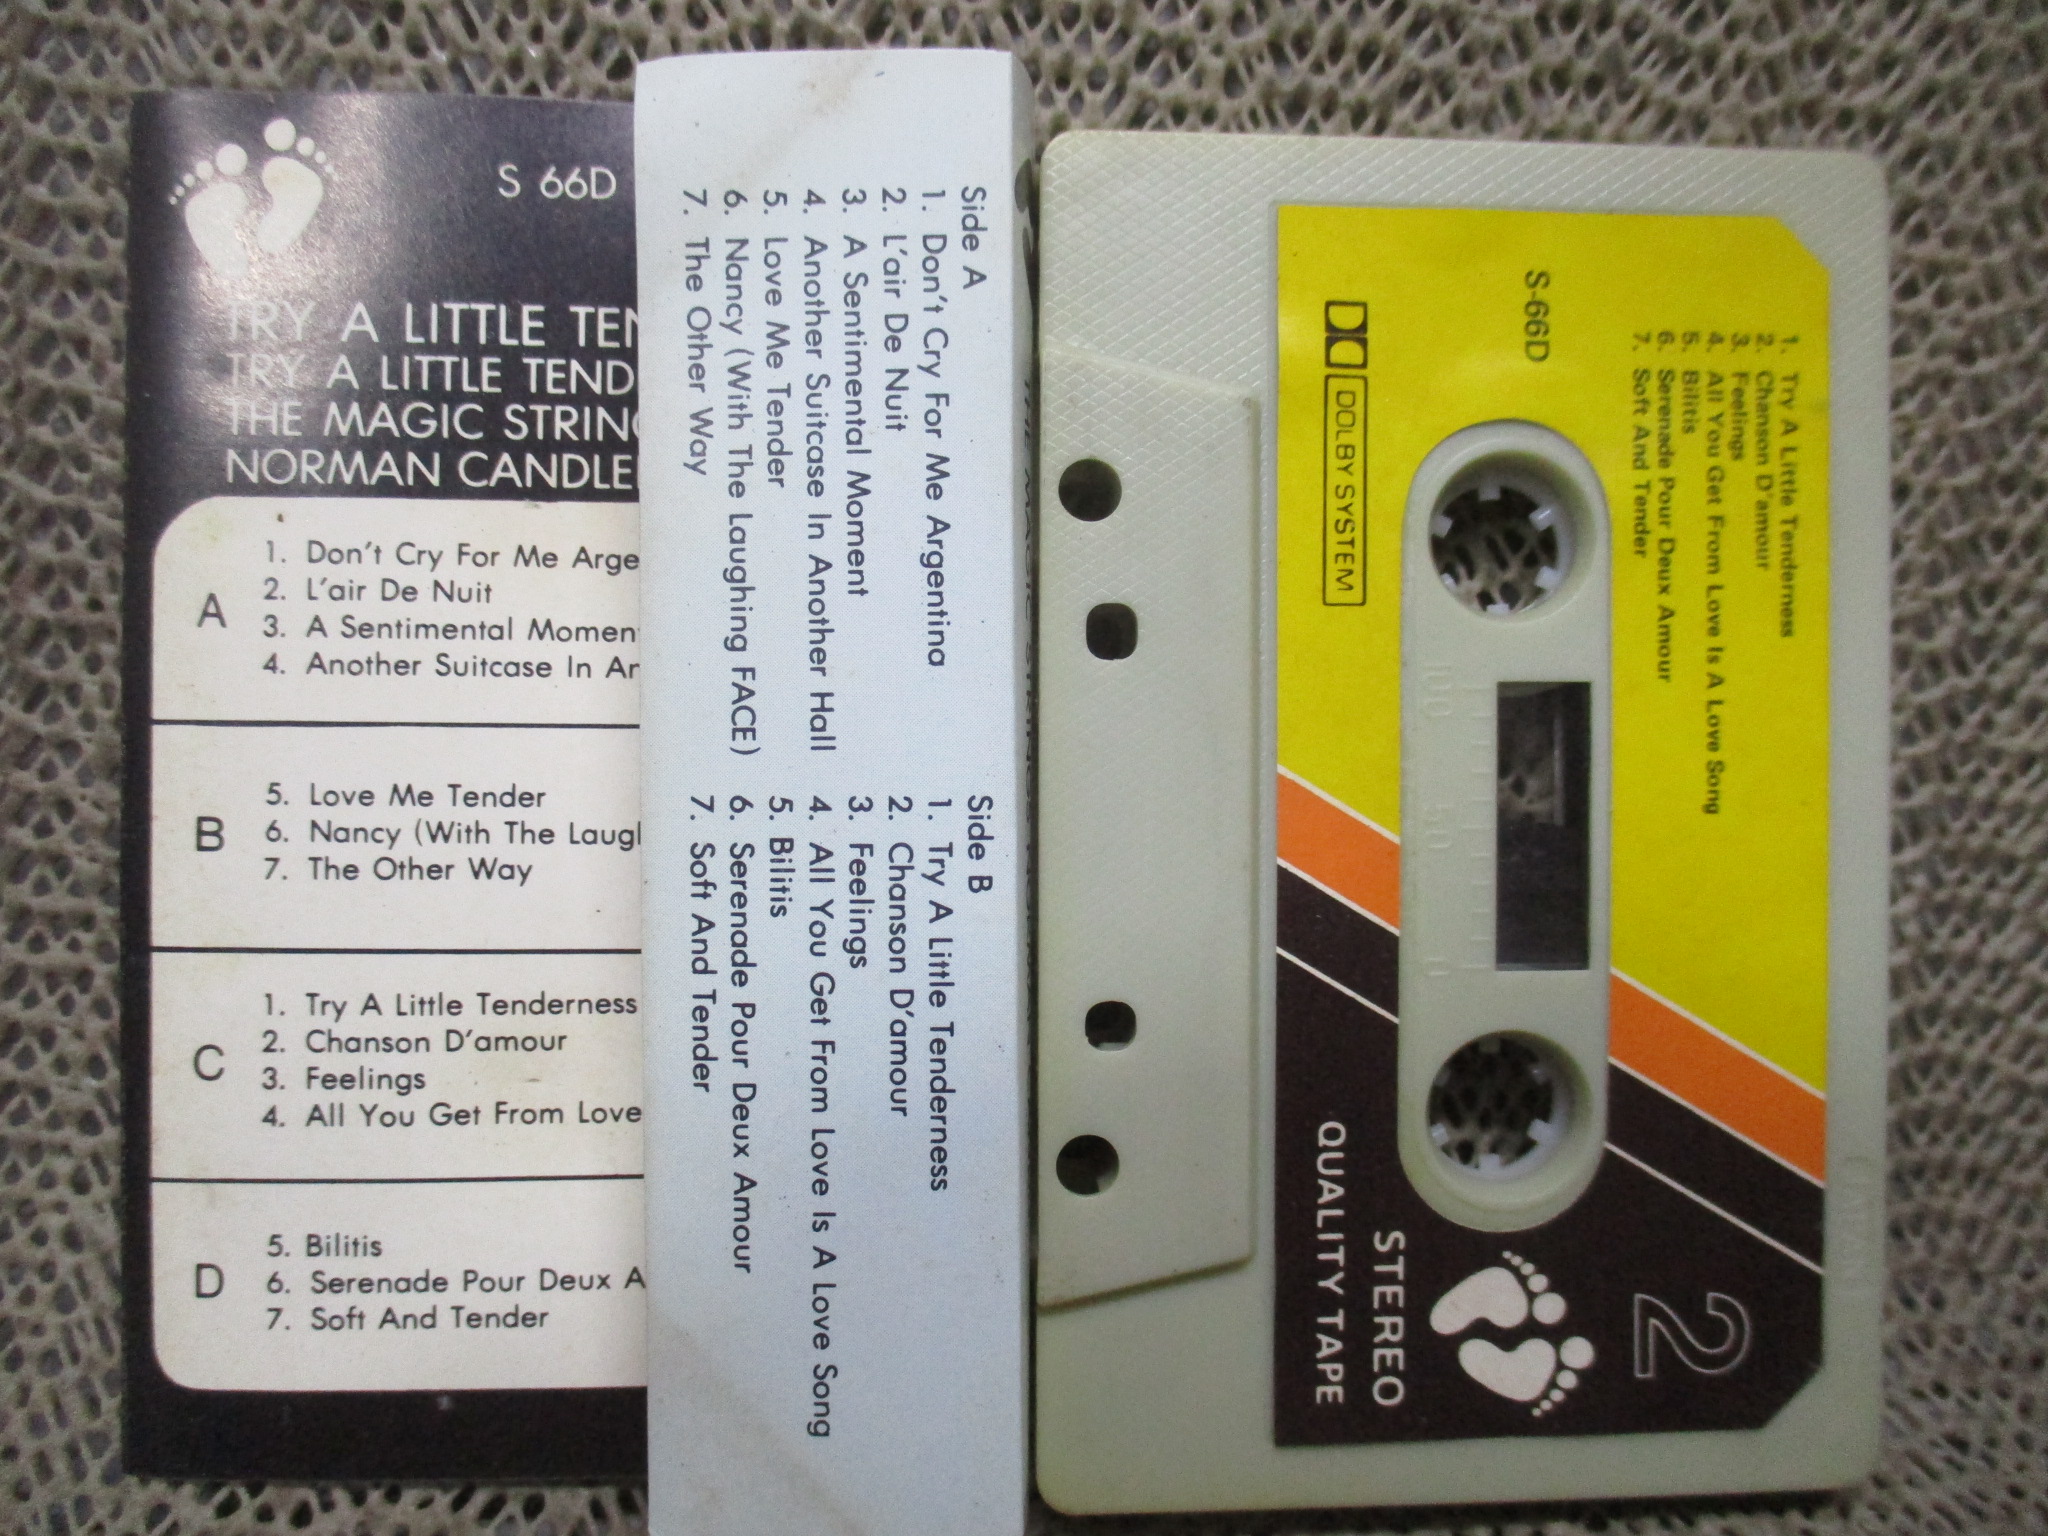 S 66D
TRY A LITTLE TEN
TRY A LITTLE TEND
THE MAGIC STRING
NORMAN CANDLE
A
1. Don't Cry For Me Arge
2. L'air De Nuit
3. A Sentimental Momen
4. Another Suitcase In An
B
5. Love Me Tender
6. Nancy (With The Laugh
7. The Other Way
C
1. Try A Little Tenderness
2. Chanson D'amour
3. Feelings
4. All You Get From Love
D
5. Bilitis
6. Serenade Pour Deux A
7. Soft And Tender
Side A
1. Don't Cry For Me Argentina
2. L'air De Nuit
3. A Sentimental Moment
4. Another Suitcase In Another Hall
5. Love Me Tender
6. Nancy (With The Laughing FACE)
7. The Other Way
Side B
1. Try A Little Tenderness
2. Chanson D'amour
3. Feelings
4. All You Get From Love Is A Love Song
5. Bilitis
6. Serenade Pour Deux Amour
7. Soft And Tender
1. Try A Little Tenderness
2. Chanson D'amour
3. Feelings
4. All You Get From Love Is A Love Song
5. Bilitis
6. Serenade Pour Deux Amour
7. Soft And Tender
S-66D
DOLBY SYSTEM
100 50 0
2
STEREO
QUALITY TAPE